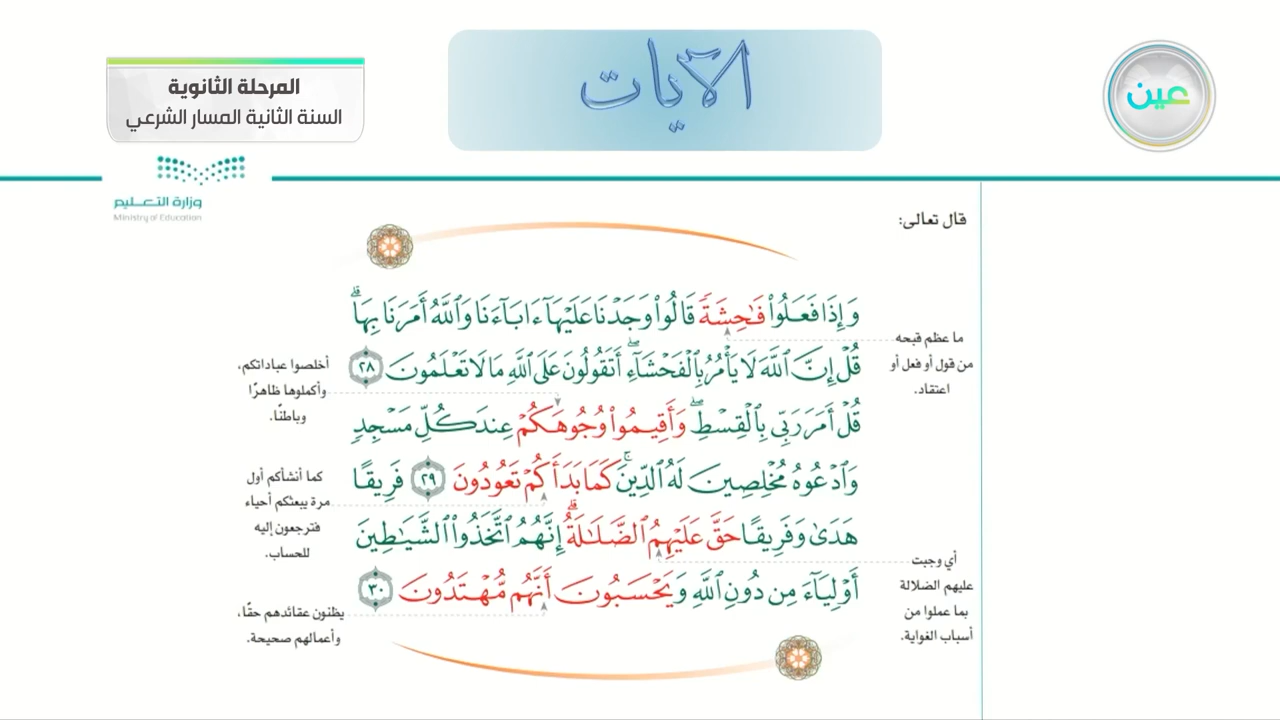 الآيات
عين
المرحلة الثانوية
السنة الثانية المسار الشرعي
وزارة التعليم
Ministry of Education
قال تعالى:
وَإِذَا فَعَلُوا۟ فَٰحِشَةً قَالُوا۟ وَجَدْنَا عَلَيْهَآ ءَابَآءَنَا وَٱللَّهُ أَمَرَنَا بِهَا ۗ
قُلْ إِنَّ ٱللَّهَ لَا يَأْمُرُ بِٱلْفَحْشَآءِ ۖ أَتَقُولُونَ عَلَى ٱللَّهِ مَا لَا تَعْلَمُونَ ٢٨
قُلْ أَمَرَ رَبِّى بِٱلْقِسْطِ ۖ وَأَقِيمُوا۟ وُجُوهَكُمْ عِندَ كُلِّ مَسْجِدٍ
وَٱدْعُوهُ مُخْلِصِينَ لَهُ ٱلدِّينَ ۚ كَمَا بَدَأَكُمْ تَعُودُونَ ٢٩ فَرِيقًا
هَدَىٰ وَفَرِيقًا حَقَّ عَلَيْهِمُ ٱلضَّلَٰلَةُ ۗ إِنَّهُمُ ٱتَّخَذُوا۟ ٱلشَّيَٰطِينَ
أَوْلِيَآءَ مِن دُونِ ٱللَّهِ وَيَحْسَبُونَ أَنَّهُم مُّهْتَدُونَ ٣٠
ما عظم قبحه
من قول أو فعل أو
اعتقاد.
أخلصوا عباداتكم،
وأكملوها ظاهرًا
وباطنًا.
كما أنشأكم أول
مرة يبعثكم أحياء
فترجعون إليه
للحساب.
أي وجبت
عليهم الضلالة
بما عملوا من
أسباب الغواية.
يظنون عقائدهم حقًا،
وأعمالهم صحيحة.